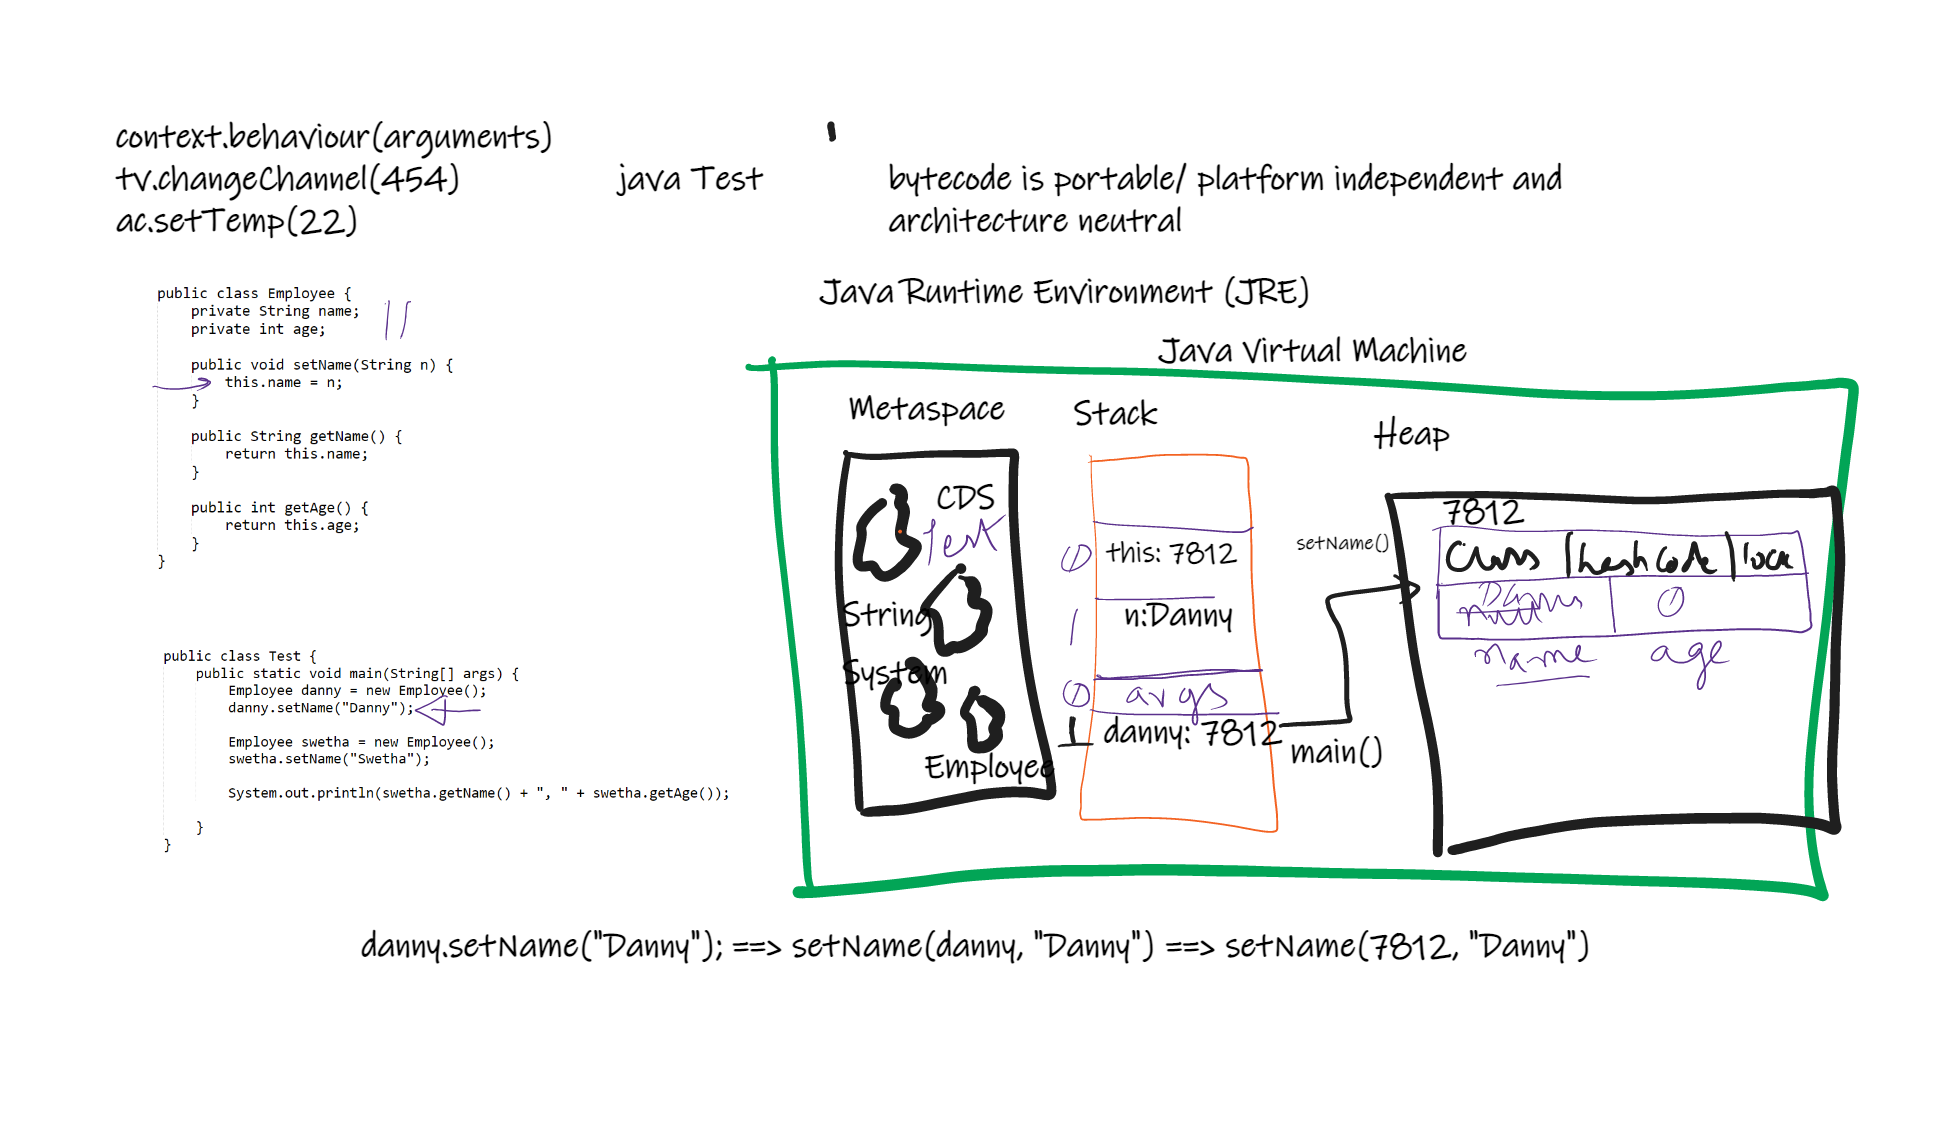 context.behaviour(arguments)
tv.changeChannel(454)
ac.setTemp(22)
java Test
bytecode is portable/ platform independent and
architecture neutral
public class Employee {
private String name;
private int age;
public void setName(String n) {
this.name = n;
}
public String getName() {
return this.name;
}
public int getAge() {
return this.age;
}
}
public class Test {
public static void main(String[] args) {
Employee danny = new Employee();
danny.setName("Danny");
Employee swetha = new Employee();
swetha.setName("Swetha");
System.out.println(swetha.getName() + ", " + swetha.getAge());
}
}
Java Runtime Environment (JRE)
Java Virtual Machine
Metaspace
CDS
Test
String
System
Employee
Stack
0 this: 7812
1 n:Danny
0 args
1 danny: 7812
setName()
main()
Heap
7812
Class | hashCode | lock
Danny
null
0
name
age
danny.setName("Danny"); ==> setName(danny, "Danny") ==> setName(7812, "Danny")